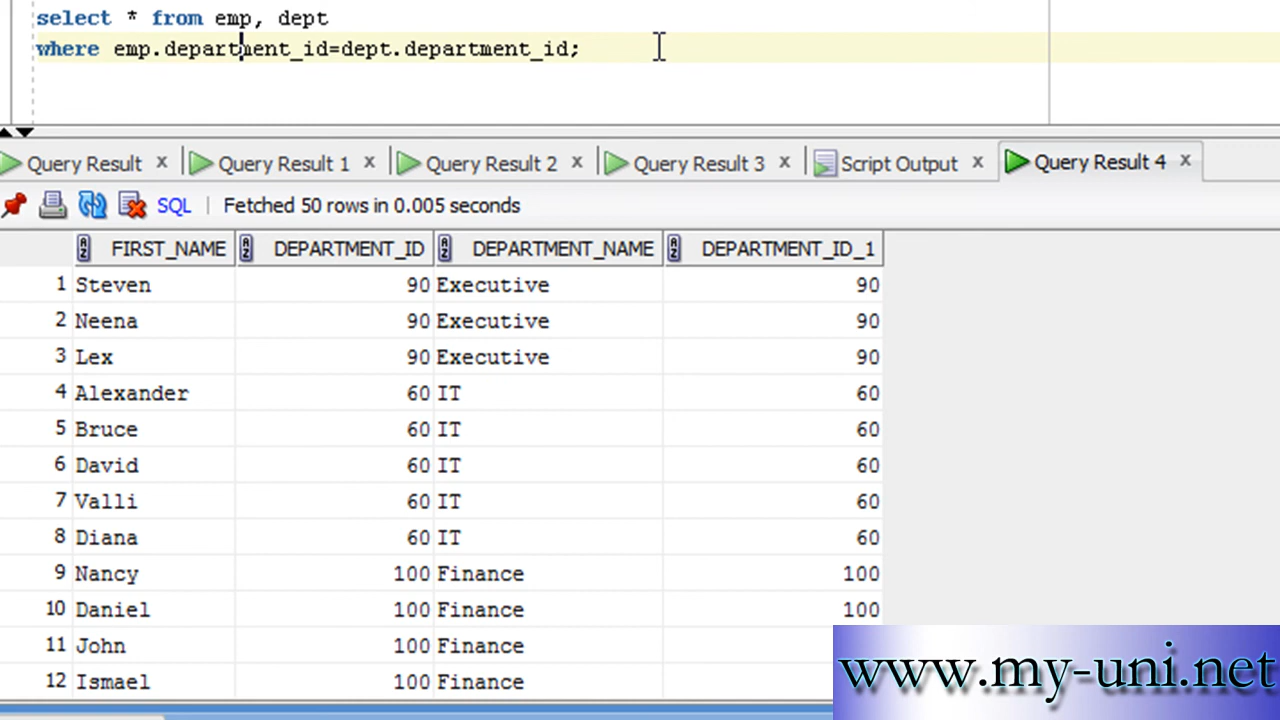 select * from emp, dept
where emp.department_id=dept.department_id;
Query Result x Query Result 1 x Query Result 2 x Query Result 3 x Script Output x Query Result 4 x
SQL | Fetched 50 rows in 0.005 seconds
FIRST_NAME DEPARTMENT_ID DEPARTMENT_NAME DEPARTMENT_ID_1
1 Steven 90 Executive 90
2 Neena 90 Executive 90
3 Lex 90 Executive 90
4 Alexander 60 IT 60
5 Bruce 60 IT 60
6 David 60 IT 60
7 Valli 60 IT 60
8 Diana 60 IT 60
9 Nancy 100 Finance 100
10 Daniel 100 Finance 100
11 John 100 Finance
12 Ismael 100 Finance
www.my-uni.net